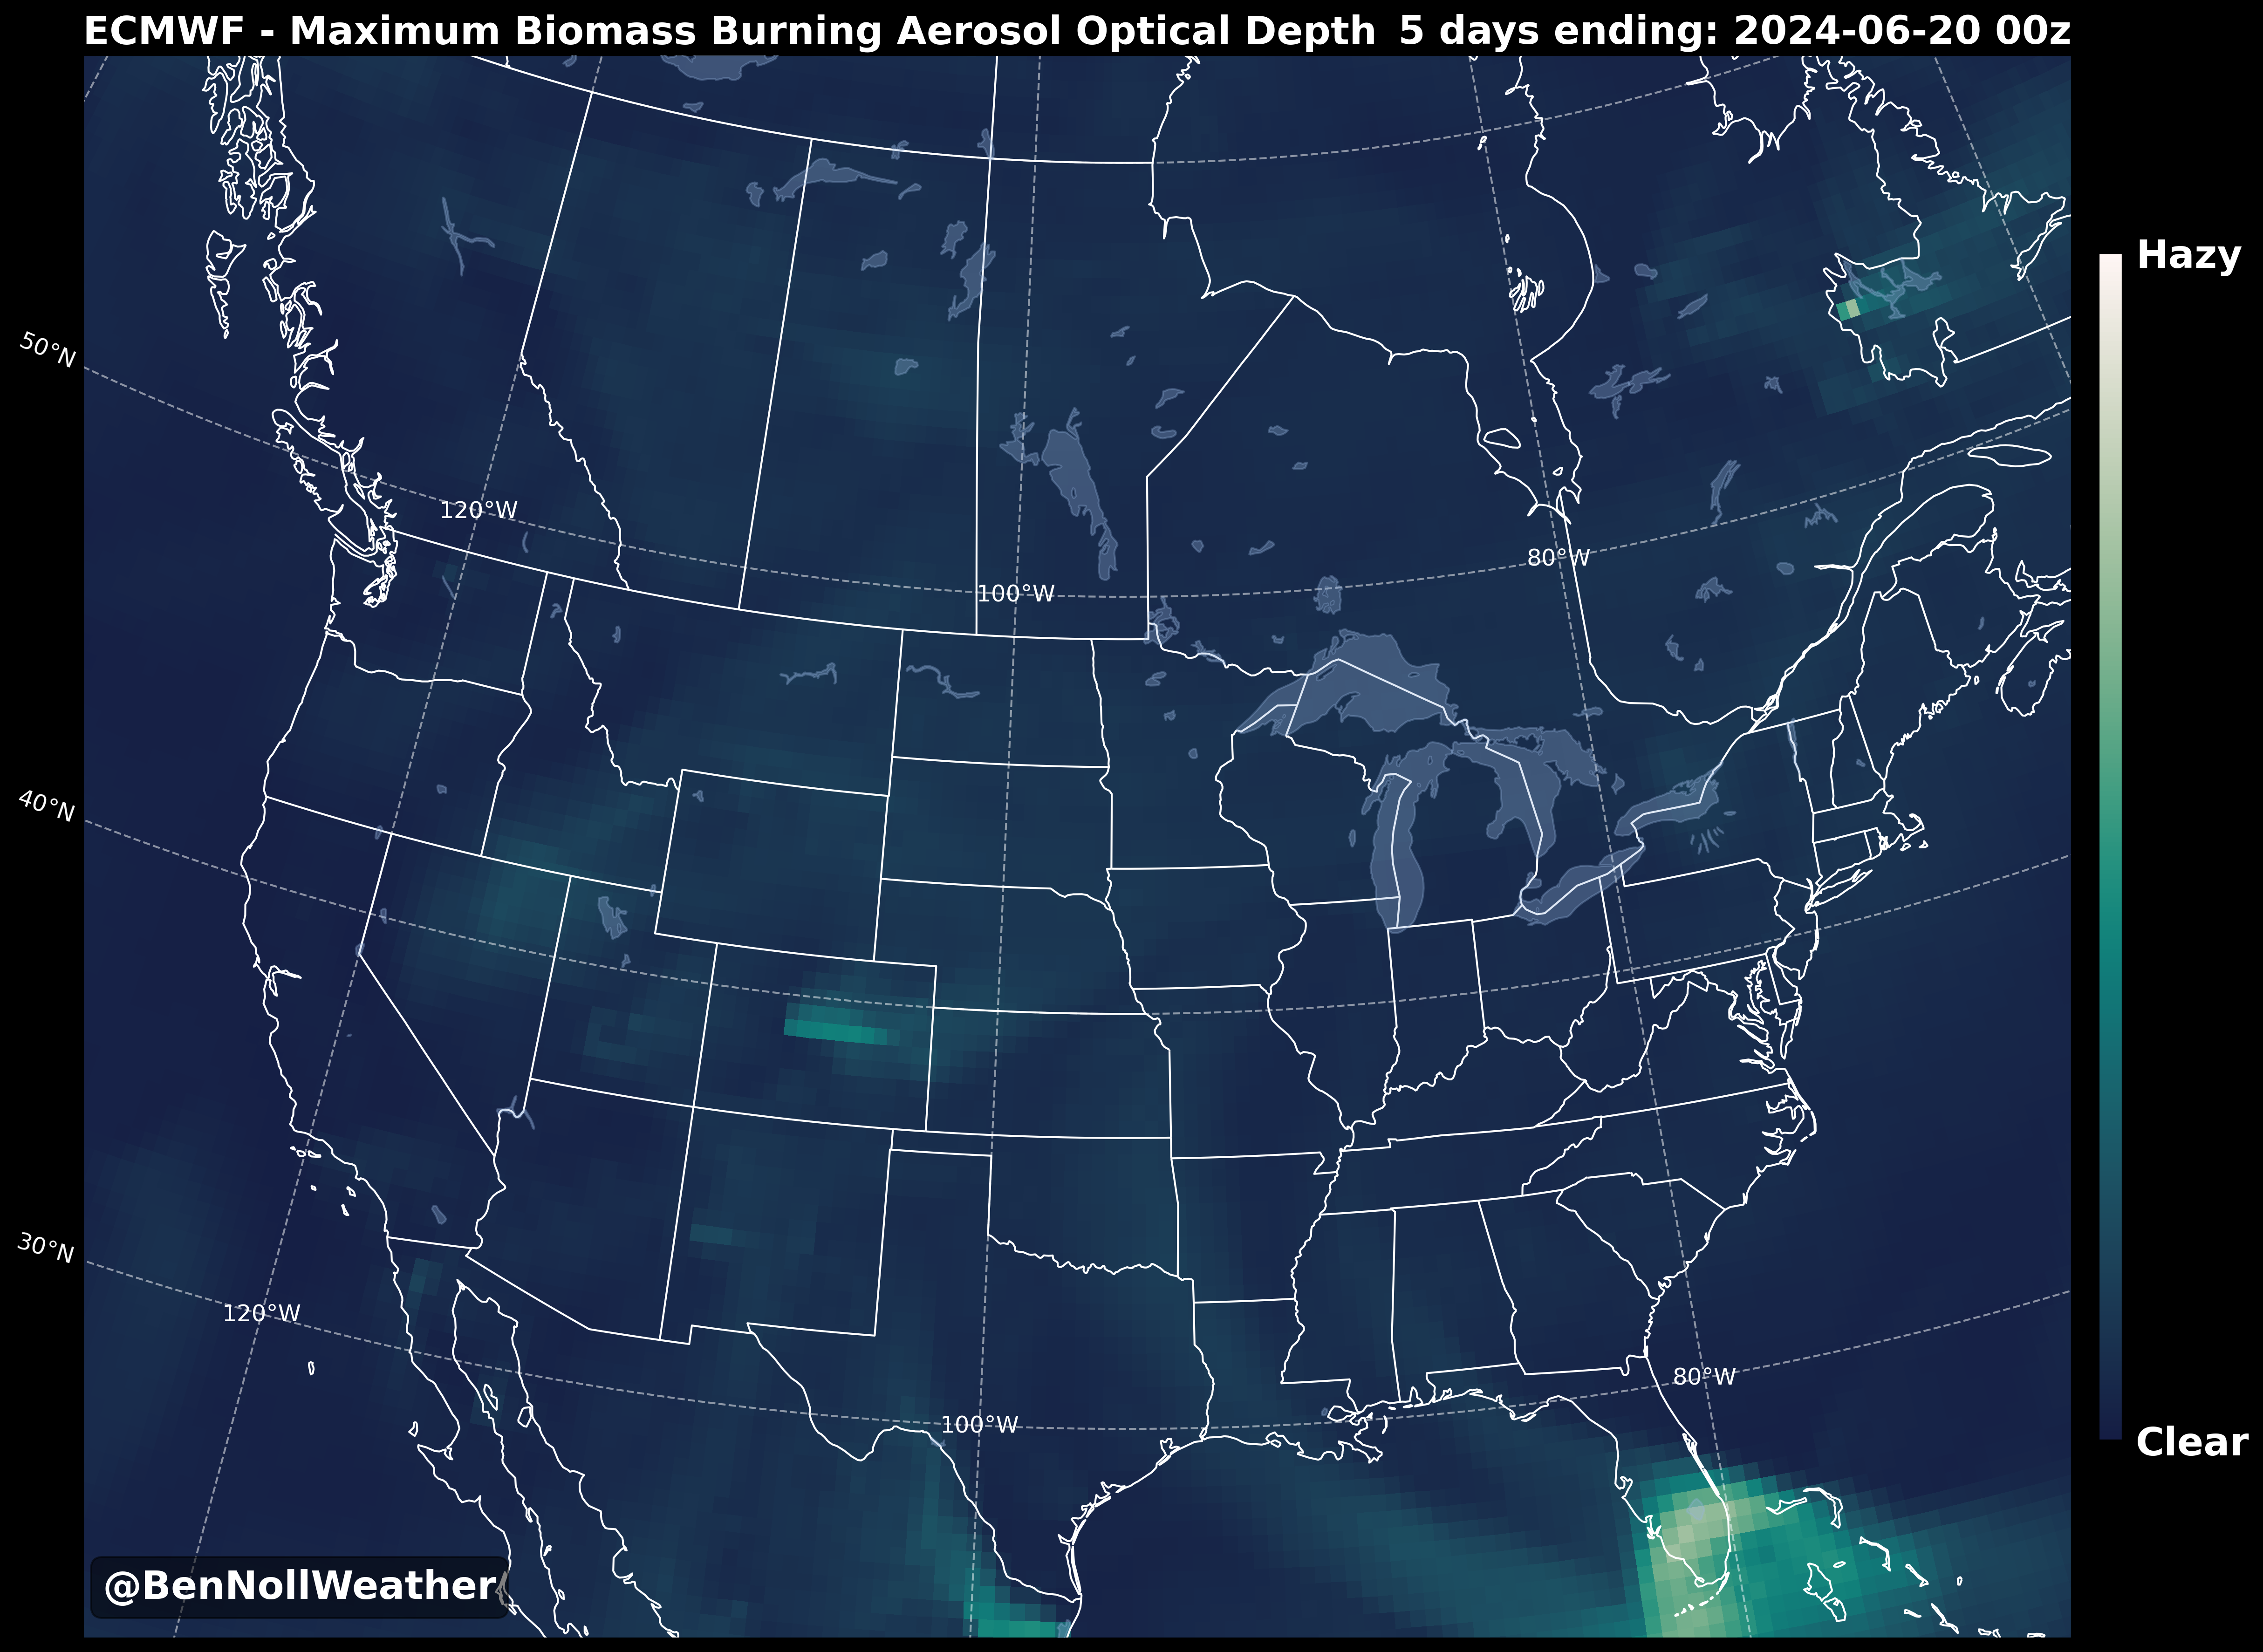 ECMWF - Maximum Biomass Burning Aerosol Optical Depth 5 days ending: 2024-06-20 00z
Hazy
50°N
120°W
80°W
100°W
40°N
30°N
120°W
80°W
100°W
Clear
@BenNollWeather